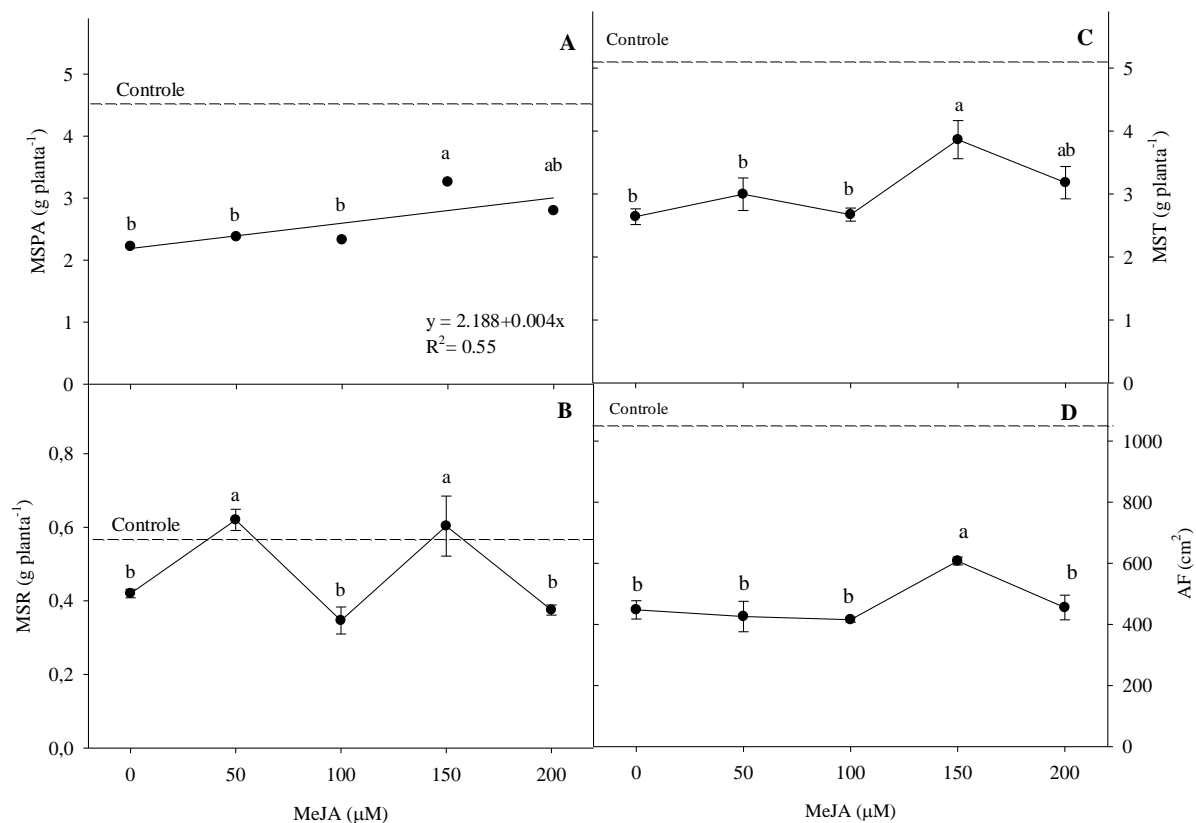 A
Controle
5
4
3
2
1
0
MSPA (g planta⁻¹)
b
b
b
a
ab
y = 2.188+0.004x
R²= 0.55
C
Controle
5
4
3
2
1
0
MST (g planta⁻¹)
b
b
b
a
ab
B
Controle
0,8
0,6
0,4
0,2
0,0
MSR (g planta⁻¹)
b
a
b
a
b
0 50 100 150 200
MeJA (μM)
D
Controle
1000
800
600
400
200
0
AF (cm²)
b
b
b
a
b
0 50 100 150 200
MeJA (μM)